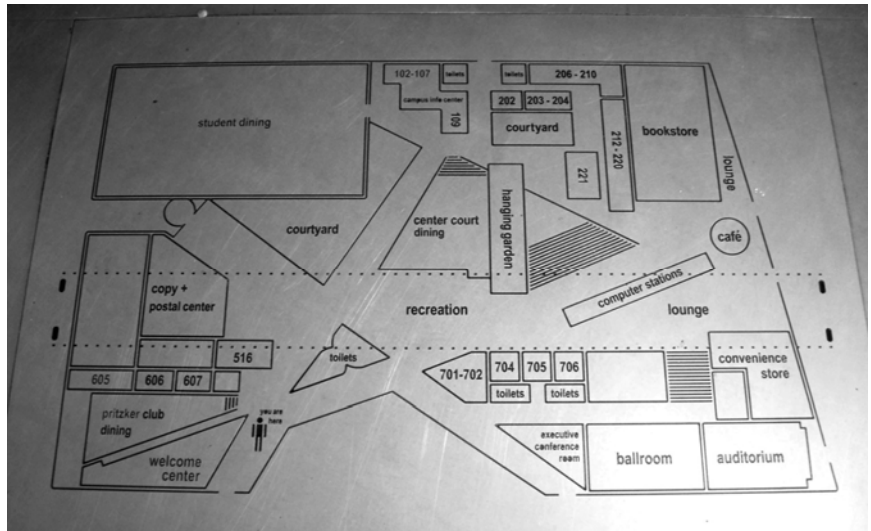 102-107
toilets
toilets
206 - 210
campus info center
109
202
203 - 204
courtyard
212 - 220
bookstore
student dining
221
lounge
center court
dining
hanging garden
courtyard
café
copy +
postal center
computer stations
recreation
lounge
516
toilets
701-702
704
705
706
toilets
toilets
convenience
store
605
606
607
pritzker club
dining
you are
here
welcome
center
executive
conference
room
ballroom
auditorium